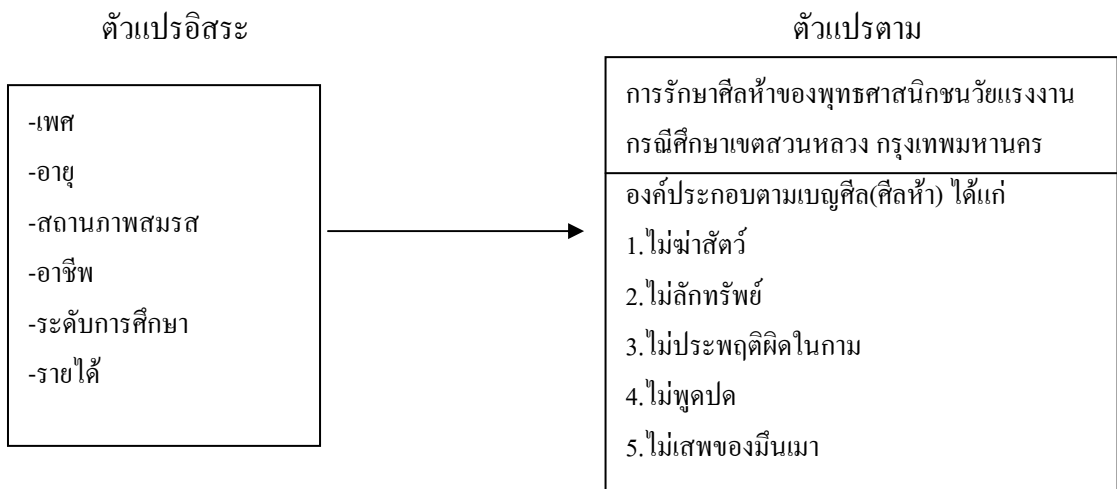 ตัวแปรอิสระ
ตัวแปรตาม
-เพศ
-อายุ
-สถานภาพสมรส
-อาชีพ
-ระดับการศึกษา
-รายได้
การรักษาศีลห้าของพุทธศาสนิกชนวัยแรงงาน
กรณีศึกษาเขตสวนหลวง กรุงเทพมหานคร
องค์ประกอบตามเบญศีล(ศีลห้า) ได้แก่
1.ไม่ฆ่าสัตว์
2.ไม่ลักทรัพย์
3.ไม่ประพฤติผิดในกาม
4.ไม่พูดปด
5.ไม่เสพของมึนเมา